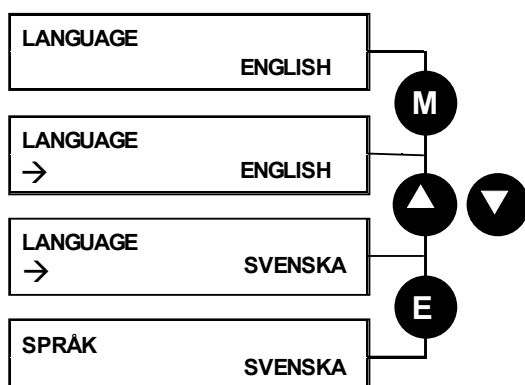 LANGUAGE
ENGLISH
M
LANGUAGE
→ ENGLISH
LANGUAGE
→ SVENSKA
E
SPRÅK
SVENSKA